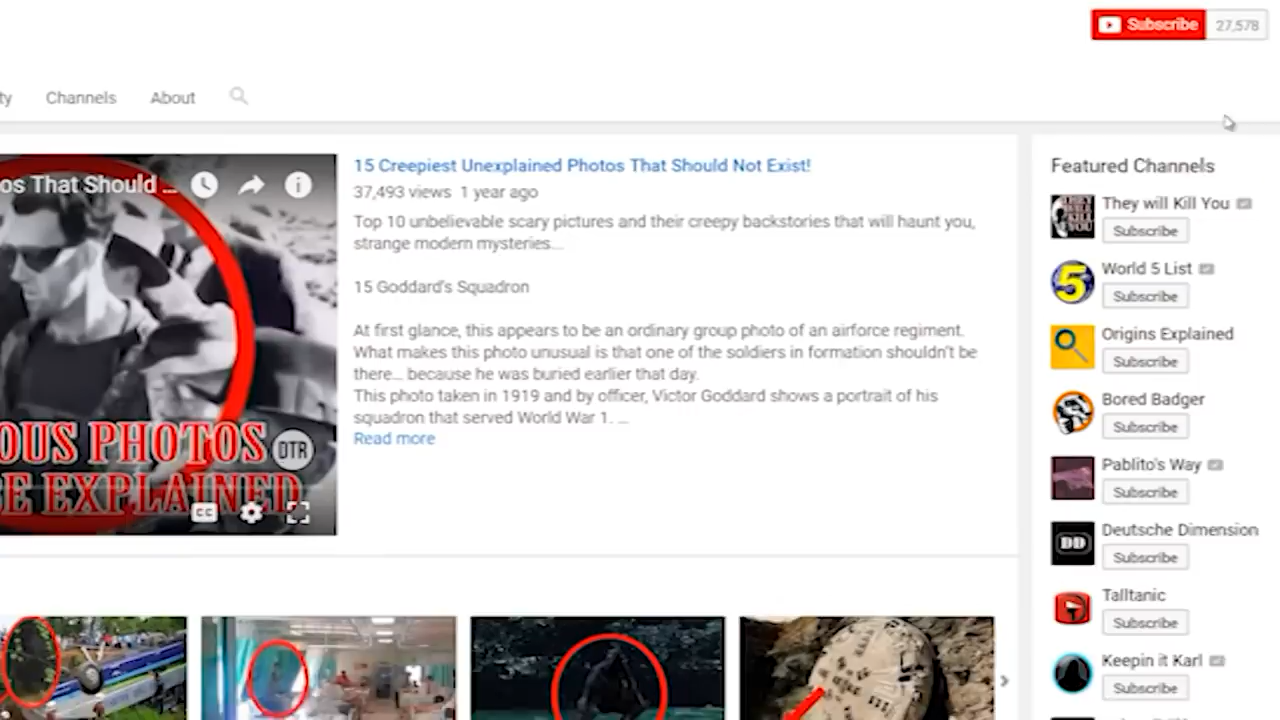 Subscribe 27,578
ty Channels About
os That Should ...
OUS PHOTOS
DTR
E EXPLAINED
CC
15 Creepiest Unexplained Photos That Should Not Exist!
37,493 views 1 year ago
Top 10 unbelievable scary pictures and their creepy backstories that will haunt you,
strange modern mysteries...
15 Goddard's Squadron
At first glance, this appears to be an ordinary group photo of an airforce regiment.
What makes this photo unusual is that one of the soldiers in formation shouldn't be
there... because he was buried earlier that day.
This photo taken in 1919 and by officer, Victor Goddard shows a portrait of his
squadron that served World War 1. ...
Read more
Featured Channels
They will Kill You
Subscribe
5
World 5 List
Subscribe
Origins Explained
Subscribe
Bored Badger
Subscribe
Pablito's Way
Subscribe
DD
Deutsche Dimension
Subscribe
Talltanic
Subscribe
Keepin it Karl
Subscribe